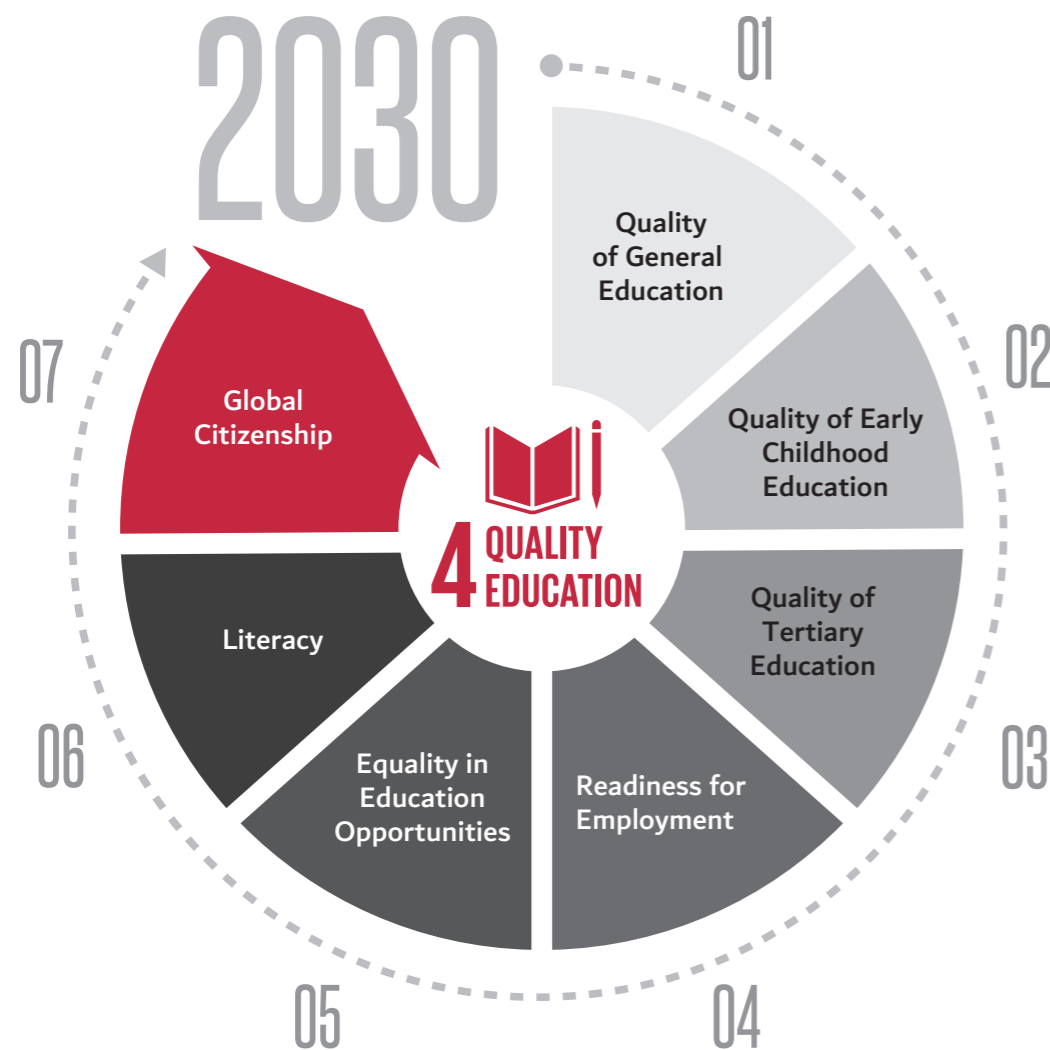 2030
01
Quality
of General
Education
02
Quality of Early
Childhood
Education
03
Quality of
Tertiary
Education
04
Readiness for
Employment
05
Equality in
Education
Opportunities
06
Literacy
07
Global
Citizenship
4 QUALITY
EDUCATION